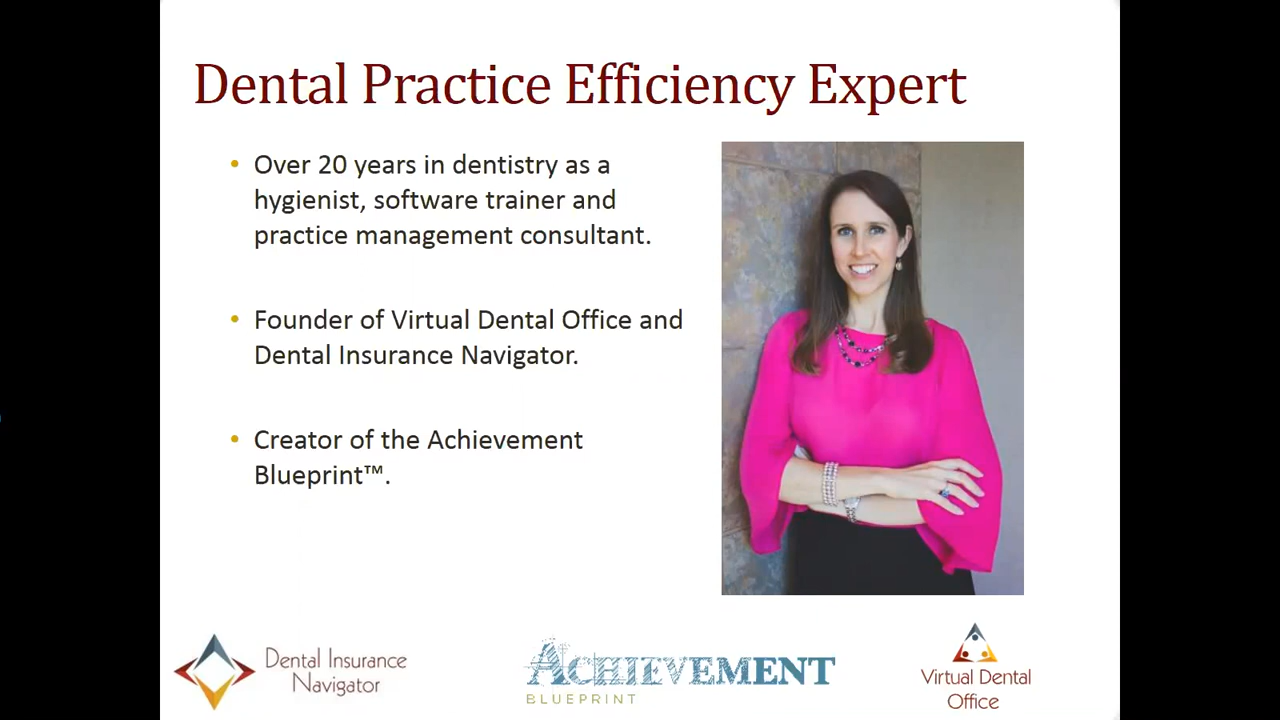 Dental Practice Efficiency Expert
• Over 20 years in dentistry as a
hygienist, software trainer and
practice management consultant.
• Founder of Virtual Dental Office and
Dental Insurance Navigator.
• Creator of the Achievement
Blueprint™.
Dental Insurance
Navigator
ACHIEVEMENT
BLUEPRINT
Virtual Dental
Office